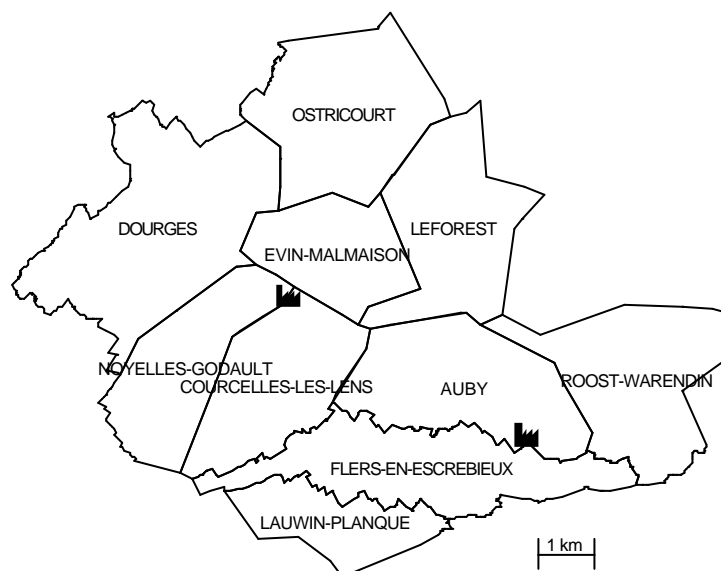 OSTRICOURT
DOURGES
LEFOREST
EVIN-MALMAISON
NOYELLES-GODAULT
COURCELLES-LES-LENS
AUBY
ROOST-WARENDIN
FLERS-EN-ESCREBIEUX
LAUWIN-PLANQUE
1 km